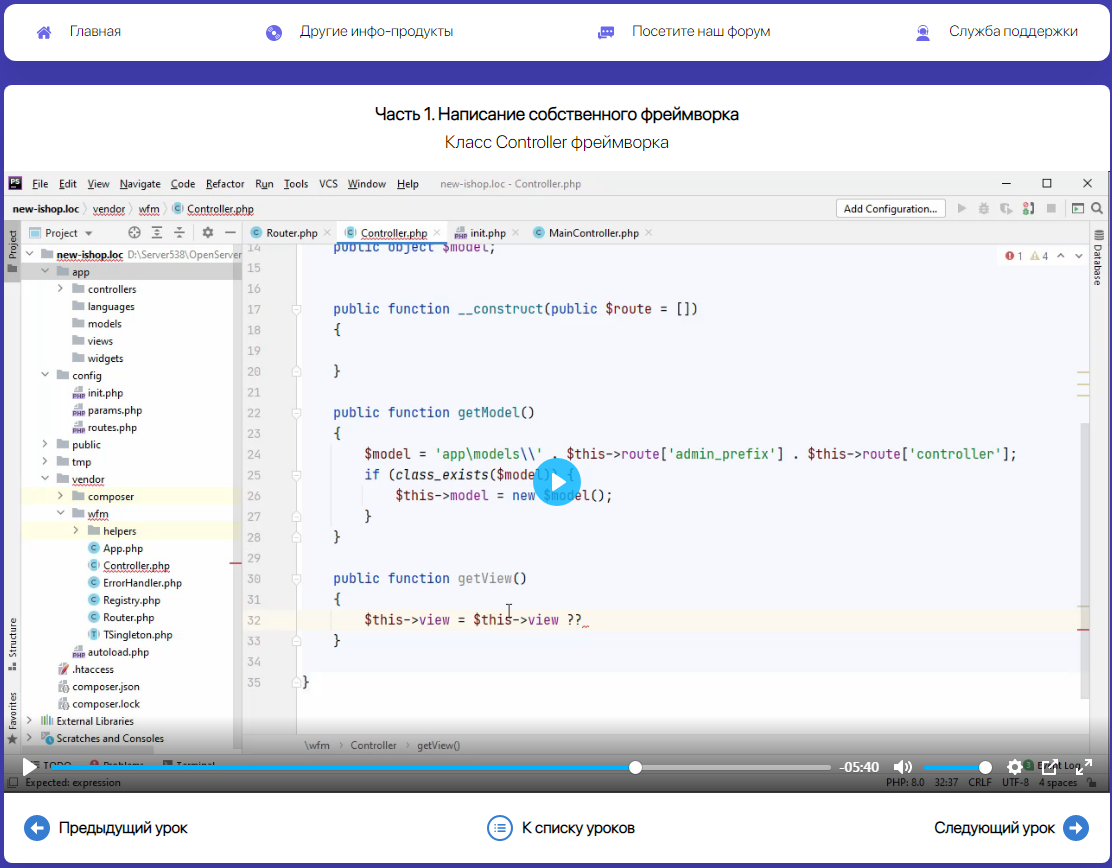 Главная Другие инфо-продукты Посетите наш форум Служба поддержки
Часть 1. Написание собственного фреймворка
Класс Controller фреймворка
PS File Edit View Navigate Code Refactor Run Tools VCS Window Help new-ishop.loc - Controller.php
new-ishop.loc vendor wfm Controller.php Add Configuration...
Project Project Router.php Controller.php init.php MainController.php Database
new-ishop.loc D:\Server538\OpenServer
app
controllers
languages
models
views
widgets
config
init.php
params.php
routes.php
public
tmp
vendor
composer
wfm
helpers
App.php
Controller.php
ErrorHandler.php
Registry.php
Router.php
TSingleton.php
autoload.php
.htaccess
composer.json
composer.lock
External Libraries
Scratches and Consoles
Structure
Favorites
1 4
14 public object $model;
15
16
17 public function __construct(public $route = [])
18 {
19
20 }
21
22 public function getModel()
23 {
24 $model = 'app\models\\' . $this->route['admin_prefix'] . $this->route['controller'];
25 if (class_exists($model)) {
26 $this->model = new $model();
27 }
28 }
29
30 public function getView()
31 {
32 $this->view = $this->view ??
33 }
34
35 }
\wfm Controller getView()
TODO Problems Terminal Event Log
-05:40
Expected: expression PHP: 8.0 32:37 CRLF UTF-8 4 spaces
Предыдущий урок К списку уроков Следующий урок